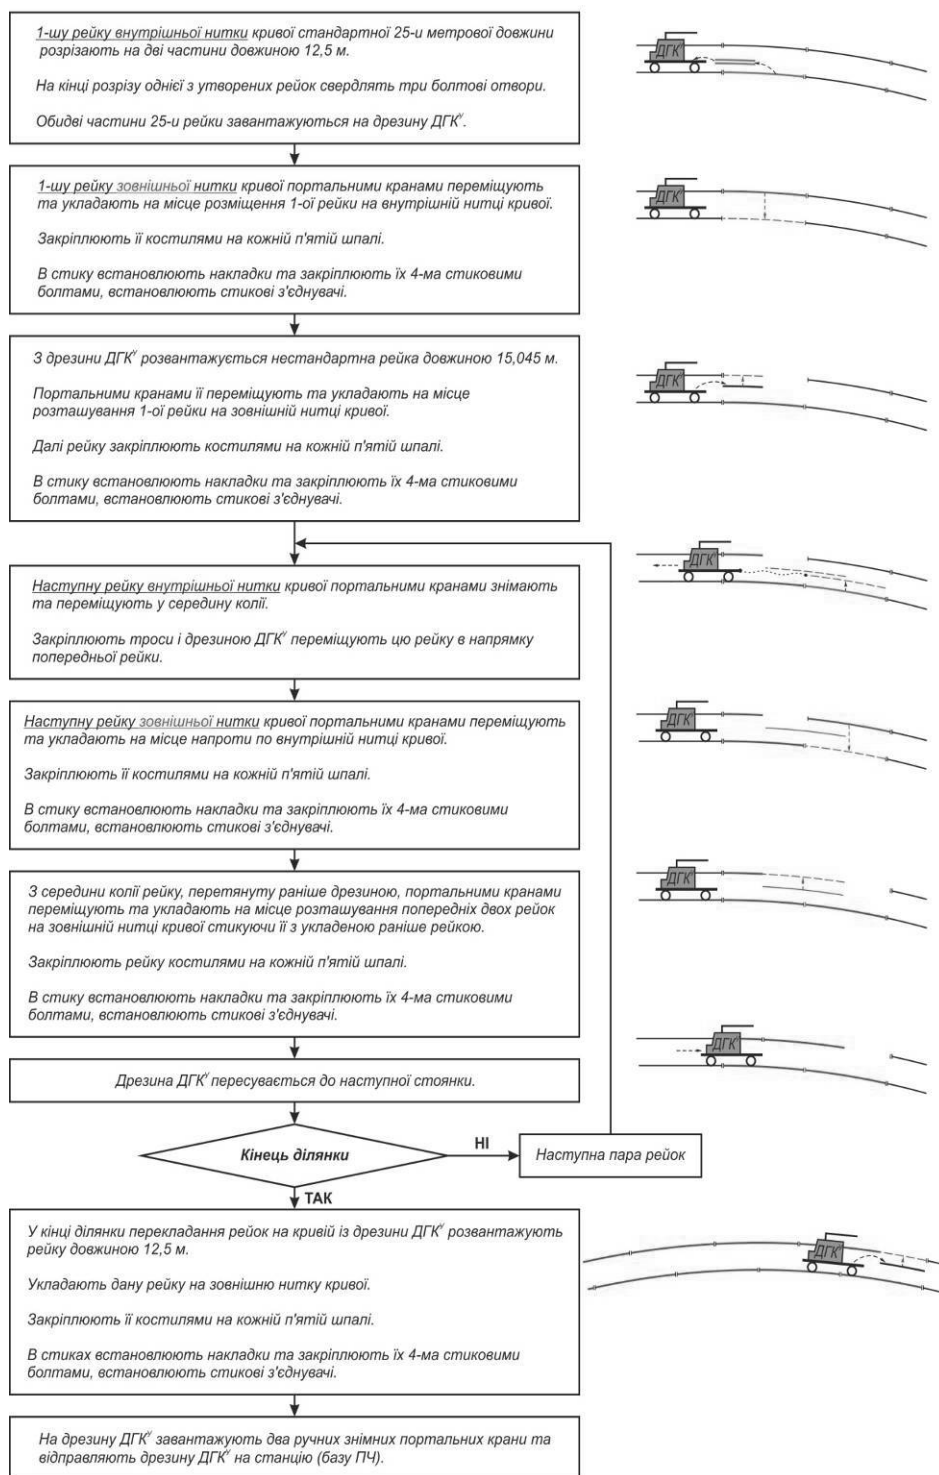 1-шу рейку внутрішньої нитки кривої стандартної 25-и метрової довжини
розрізають на дві частини довжиною 12,5 м.
На кінці розрізу однієї з утворених рейок свердлять три болтові отвори.
Обидві частини 25-и рейки завантажуються на дрезину ДГКУ.
ДГК
1-шу рейку зовнішньої нитки кривої портальними кранами переміщують
та укладають на місце розміщення 1-ої рейки на внутрішній нитці кривої.
Закріплюють її костилями на кожній п'ятій шпалі.
В стику встановлюють накладки та закріплюють їх 4-ма стиковими
болтами, встановлюють стикові з'єднувачі.
ДГК
З дрезини ДГКУ розвантажується нестандартна рейка довжиною 15,045 м.
Портальними кранами її переміщують та укладають на місце
розташування 1-ої рейки на зовнішній нитці кривої.
Далі рейку закріплюють костилями на кожній п'ятій шпалі.
В стику встановлюють накладки та закріплюють їх 4-ма стиковими
болтами, встановлюють стикові з'єднувачі.
ДГК
Наступну рейку внутрішньої нитки кривої портальними кранами знімають
та переміщують у середину колії.
Закріплюють троси і дрезиною ДГКУ переміщують цю рейку в напрямку
попередньої рейки.
ДГК
Наступну рейку зовнішньої нитки кривої портальними кранами переміщують
та укладають на місце напроти по внутрішній нитці кривої.
Закріплюють її костилями на кожній п'ятій шпалі.
В стику встановлюють накладки та закріплюють їх 4-ма стиковими
болтами, встановлюють стикові з'єднувачі.
ДГК
З середини колії рейку, перетянуту раніше дрезиною, портальними кранами
переміщують та укладають на місце розташування попередніх двох рейок
на зовнішній нитці кривої стикуючи її з укладеною раніше рейкою.
Закріплюють рейку костилями на кожній п'ятій шпалі.
В стику встановлюють накладки та закріплюють їх 4-ма стиковими
болтами, встановлюють стикові з'єднувачі.
ДГК
Дрезина ДГКУ пересувається до наступної стоянки.
ДГК
Кінець ділянки
НІ
Наступна пара рейок
ТАК
У кінці ділянки перекладання рейок на кривій із дрезини ДГКУ розвантажують
рейку довжиною 12,5 м.
Укладають дану рейку на зовнішню нитку кривої.
Закріплюють її костилями на кожній п'ятій шпалі.
В стиках встановлюють накладки та закріплюють їх 4-ма стиковими
болтами, встановлюють стикові з'єднувачі.
ДГК
На дрезину ДГКУ завантажують два ручних знімних портальних крани та
відправляють дрезину ДГКУ на станцію (базу ПЧ).